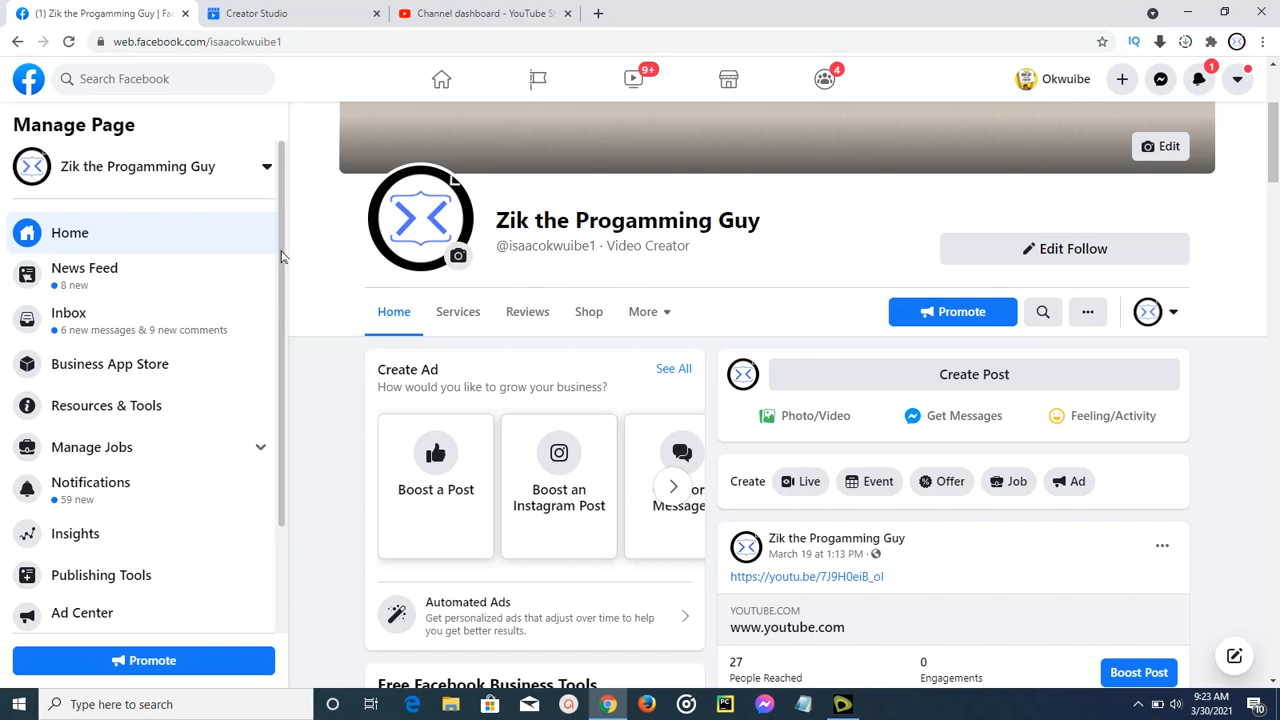 (1) Zik the Programming Guy | Fac
Creator Studio
Channel dashboard - YouTube St
web.facebook.com/isaacokwuibe1
IQ
Search Facebook
9+
4
Okwuibe
1
Manage Page
Zik the Progamming Guy
Home
News Feed
8 new
Inbox
6 new messages & 9 new comments
Business App Store
Resources & Tools
Manage Jobs
Notifications
59 new
Insights
Publishing Tools
Ad Center
Promote
Edit
Zik the Progamming Guy
@isaacokwuibe1 · Video Creator
Edit Follow
Home Services Reviews Shop More
Promote
Create Ad
See All
How would you like to grow your business?
Boost a Post
Boost an
Instagram Post
Message
Automated Ads
Get personalized ads that adjust over time to help
you get better results.
Free Facebook Business Tools
Create Post
Photo/Video Get Messages Feeling/Activity
Create Live Event Offer Job Ad
Zik the Progamming Guy
March 19 at 1:13 PM ·
https://youtu.be/7J9H0eiB_oI
YOUTUBE.COM
www.youtube.com
27
People Reached
0
Engagements
Boost Post
Type here to search
PC
9:23 AM
3/30/2021
10